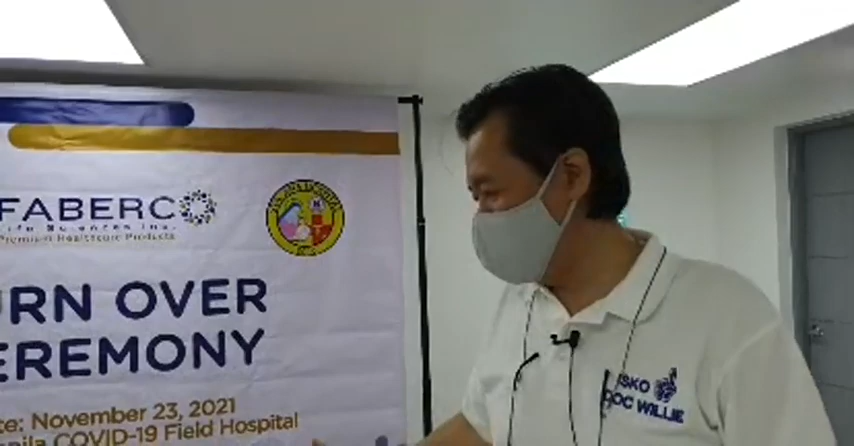 FABERCO
ife Sciences Inc.
Premium Healthcare Products
URN OVER
EREMONY
te: November 23, 2021
nila COVID-19 Field Hospital
ISKO
DOC WILLIE